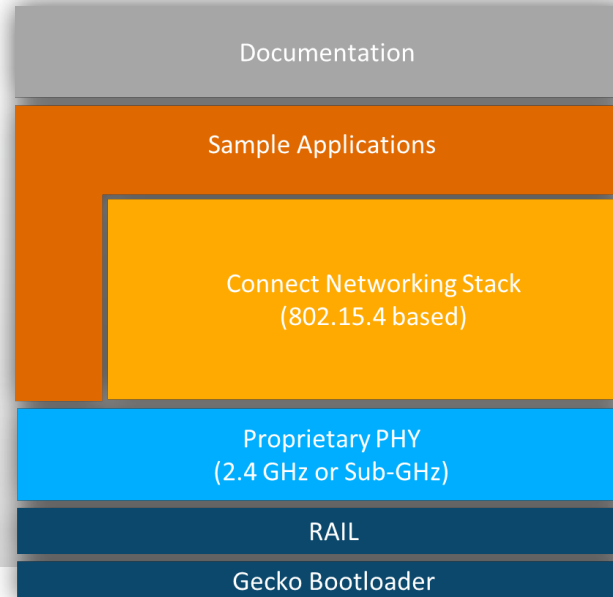 Documentation
Sample Applications
Connect Networking Stack
(802.15.4 based)
Proprietary PHY
(2.4 GHz or Sub-GHz)
RAIL
Gecko Bootloader